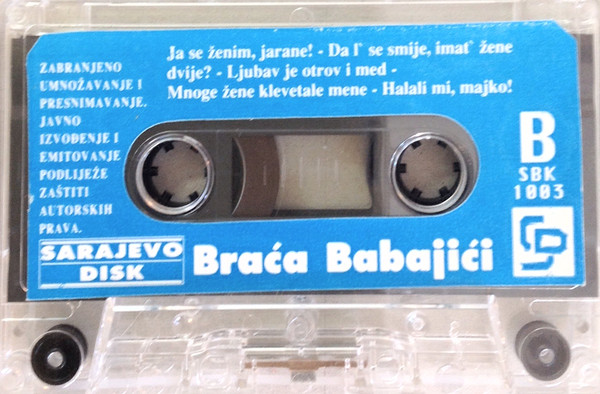 Ja se ženim, jarane! - Da l` se smije, imat` žene
dvije? - Ljubav je otrov i med -
Mnoge žene klevetale mene - Halali mi, majko!
ZABRANJENO
UMNOŽAVANJE I
PRESNIMAVANJE.
JAVNO
IZVOĐENJE I
EMITOVANJE
PODLIJEŽE
ZAŠTITI
AUTORSKIH
PRAVA.
B
SBK
1003
SARAJEVO
DISK
Braća Babajići
SD